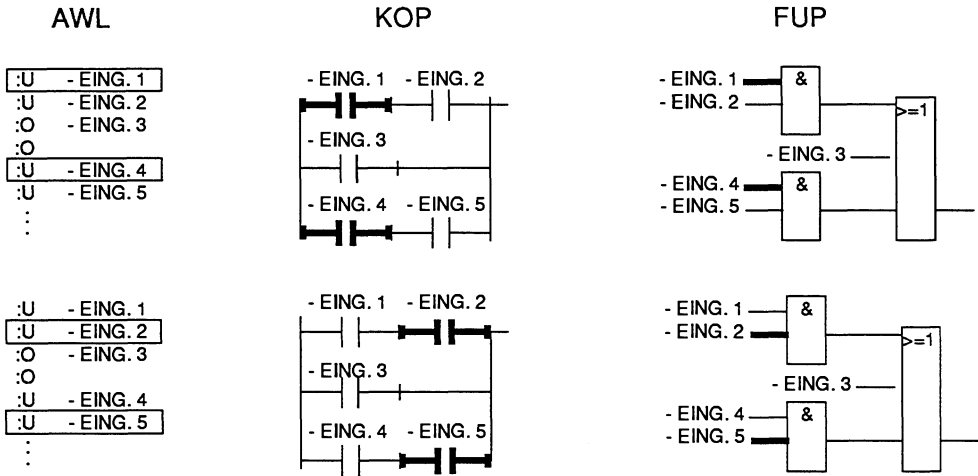 AWL
KOP
FUP
:U - EING. 1
:U - EING. 2
:O - EING. 3
:O
:U - EING. 4
:U - EING. 5
:
- EING. 1 - EING. 2
- EING. 3
- EING. 4 - EING. 5
- EING. 1
- EING. 2
&
>=1
- EING. 3
- EING. 4
- EING. 5
&
:U - EING. 1
:U - EING. 2
:O - EING. 3
:O
:U - EING. 4
:U - EING. 5
:
- EING. 1 - EING. 2
- EING. 3
- EING. 4 - EING. 5
- EING. 1
- EING. 2
&
>=1
- EING. 3
- EING. 4
- EING. 5
&